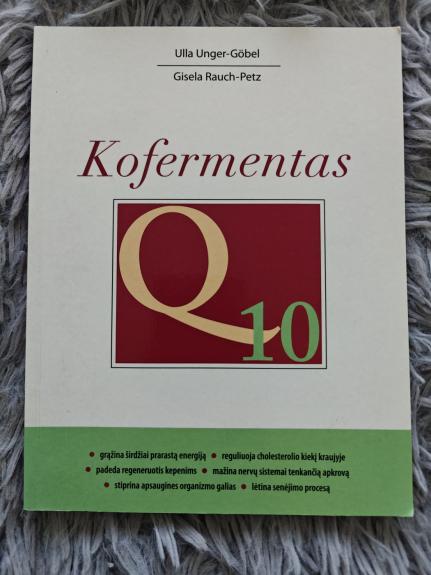 Ulla Unger-Göbel
Gisela Rauch-Petz
Kofermentas
Q10
• grąžina širdžiai prarastą energiją • reguliuoja cholesterolio kiekį kraujyje
• padeda regeneruotis kepenims • mažina nervų sistemai tenkančią apkrovą
• stiprina apsaugines organizmo galias • lėtina senėjimo procesą